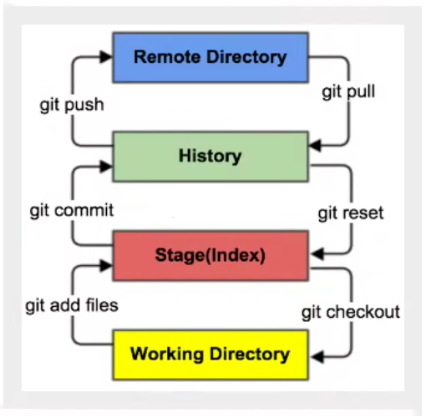 Remote Directory
git push
git pull
History
git commit
git reset
Stage(Index)
git add files
git checkout
Working Directory